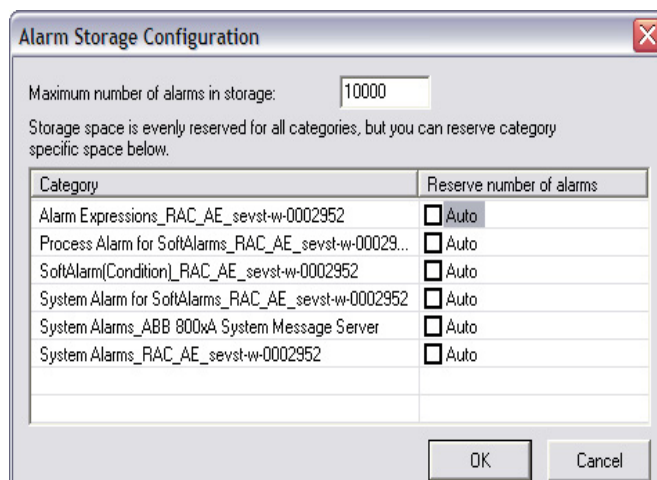 Alarm Storage Configuration
Maximum number of alarms in storage: 10000
Storage space is evenly reserved for all categories, but you can reserve category
specific space below.
Category Reserve number of alarms
Alarm Expressions_RAC_AE_sevst-w-0002952 Auto
Process Alarm for SoftAlarms_RAC_AE_sevst-w-00029... Auto
SoftAlarm(Condition)_RAC_AE_sevst-w-0002952 Auto
System Alarm for SoftAlarms_RAC_AE_sevst-w-0002952 Auto
System Alarms_ABB 800xA System Message Server Auto
System Alarms_RAC_AE_sevst-w-0002952 Auto
OK Cancel